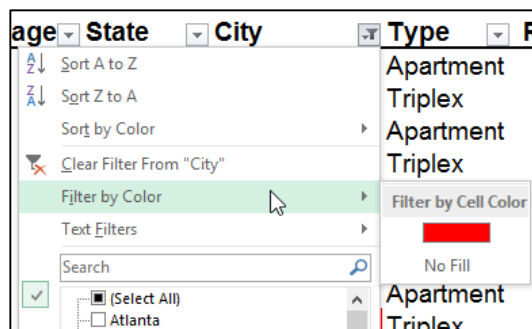 age State City Type F
Sort A to Z
Apartment
Sort Z to A
Triplex
Sort by Color
Apartment
Clear Filter From "City"
Triplex
Filter by Color
Filter by Cell Color
Text Filters
No Fill
Search
Apartment
(Select All)
Atlanta
Triplex